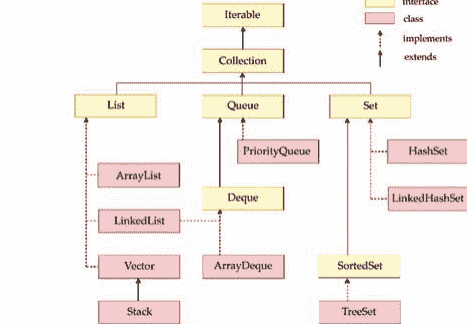 interface
Iterable
class
implements
extends
Collection
List
Queue
Set
PriorityQueue
HashSet
ArrayList
Deque
LinkedHashSet
LinkedList
Vector
ArrayDeque
SortedSet
Stack
TreeSet